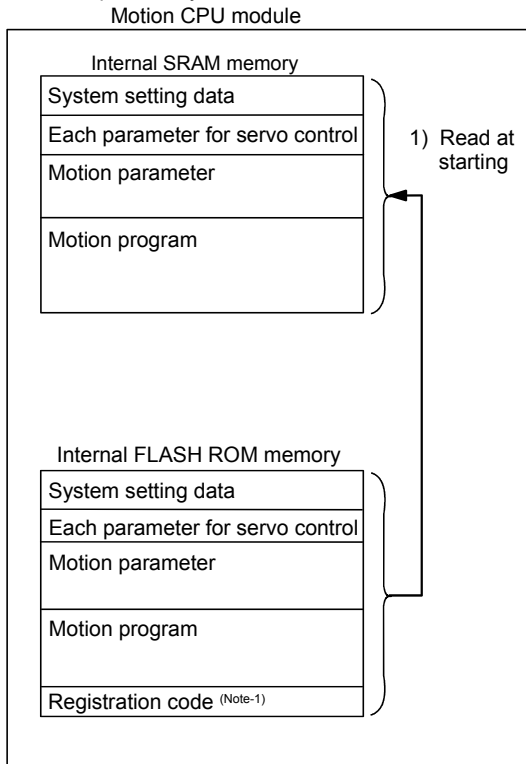 Motion CPU module
Internal SRAM memory
System setting data
Each parameter for servo control
Motion parameter
Motion program
1) Read at
starting
Internal FLASH ROM memory
System setting data
Each parameter for servo control
Motion parameter
Motion program
Registration code (Note-1)